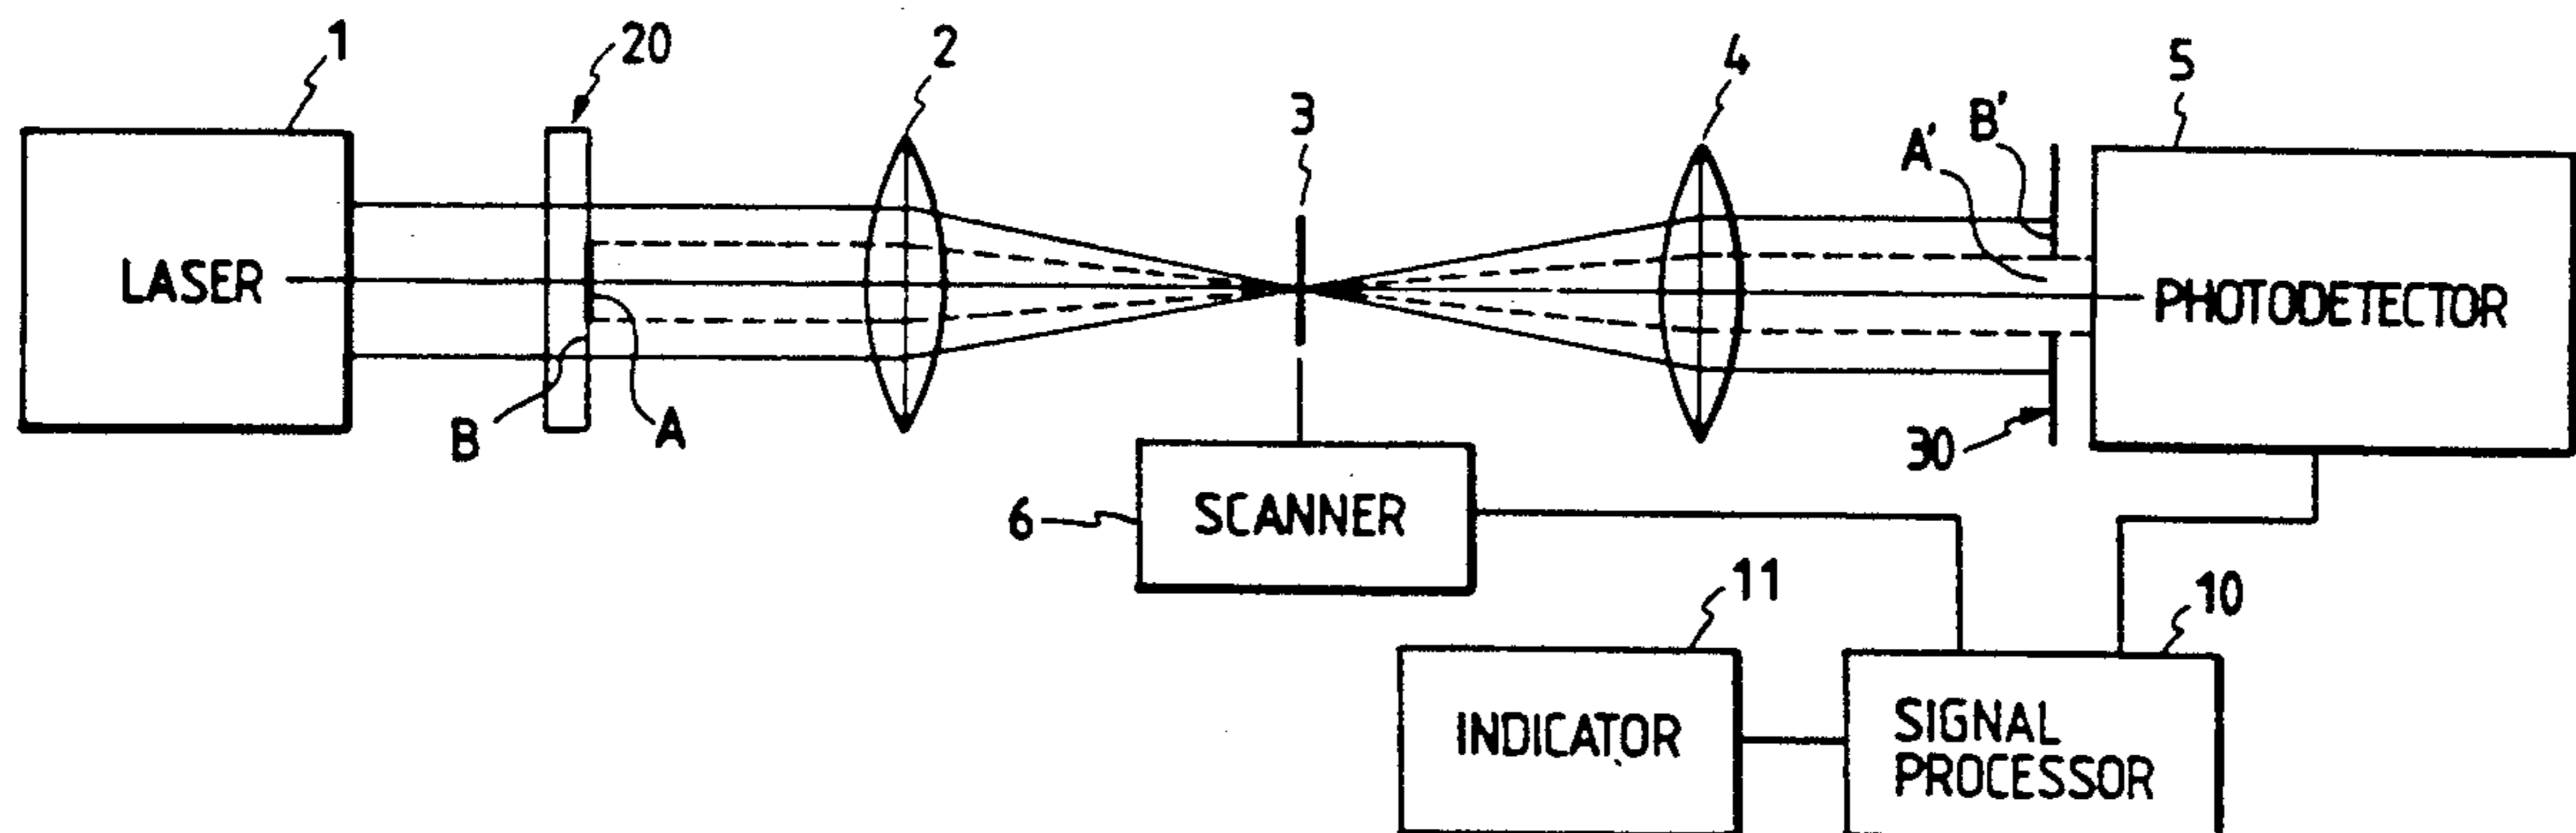 1
20
2
3
4
5
A'
B'
LASER
PHOTODETECTOR
B
A
30
6
SCANNER
11
10
INDICATOR
SIGNAL
PROCESSOR